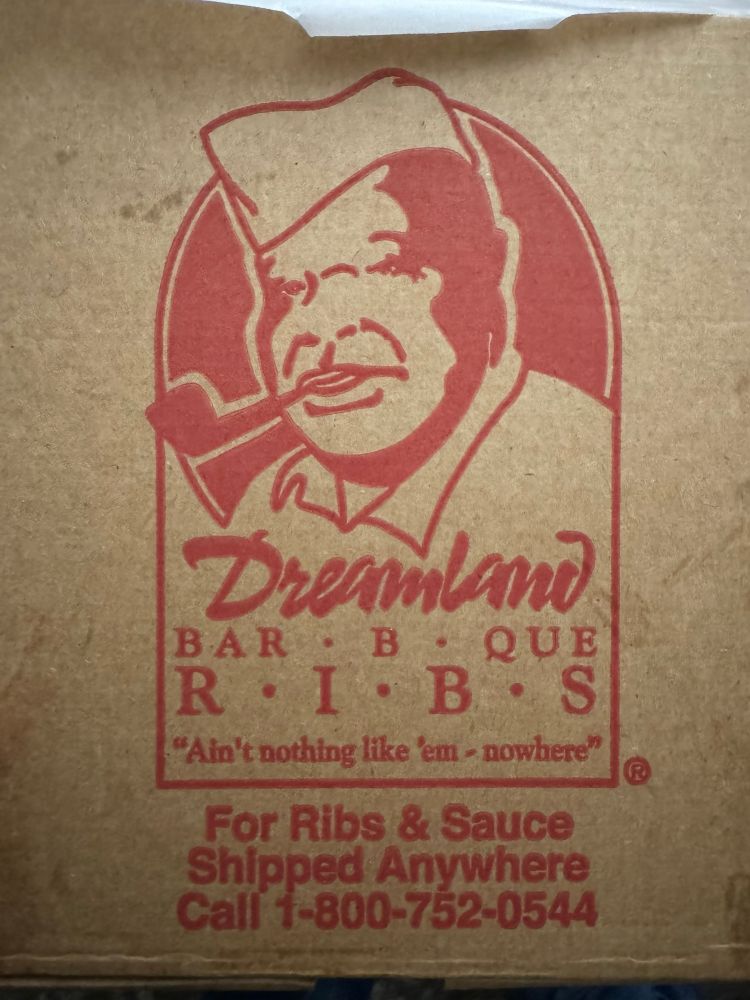 Dreamland
BAR · B · QUE
R · I · B · S
“Ain't nothing like 'em - nowhere”
®
For Ribs & Sauce
Shipped Anywhere
Call 1-800-752-0544